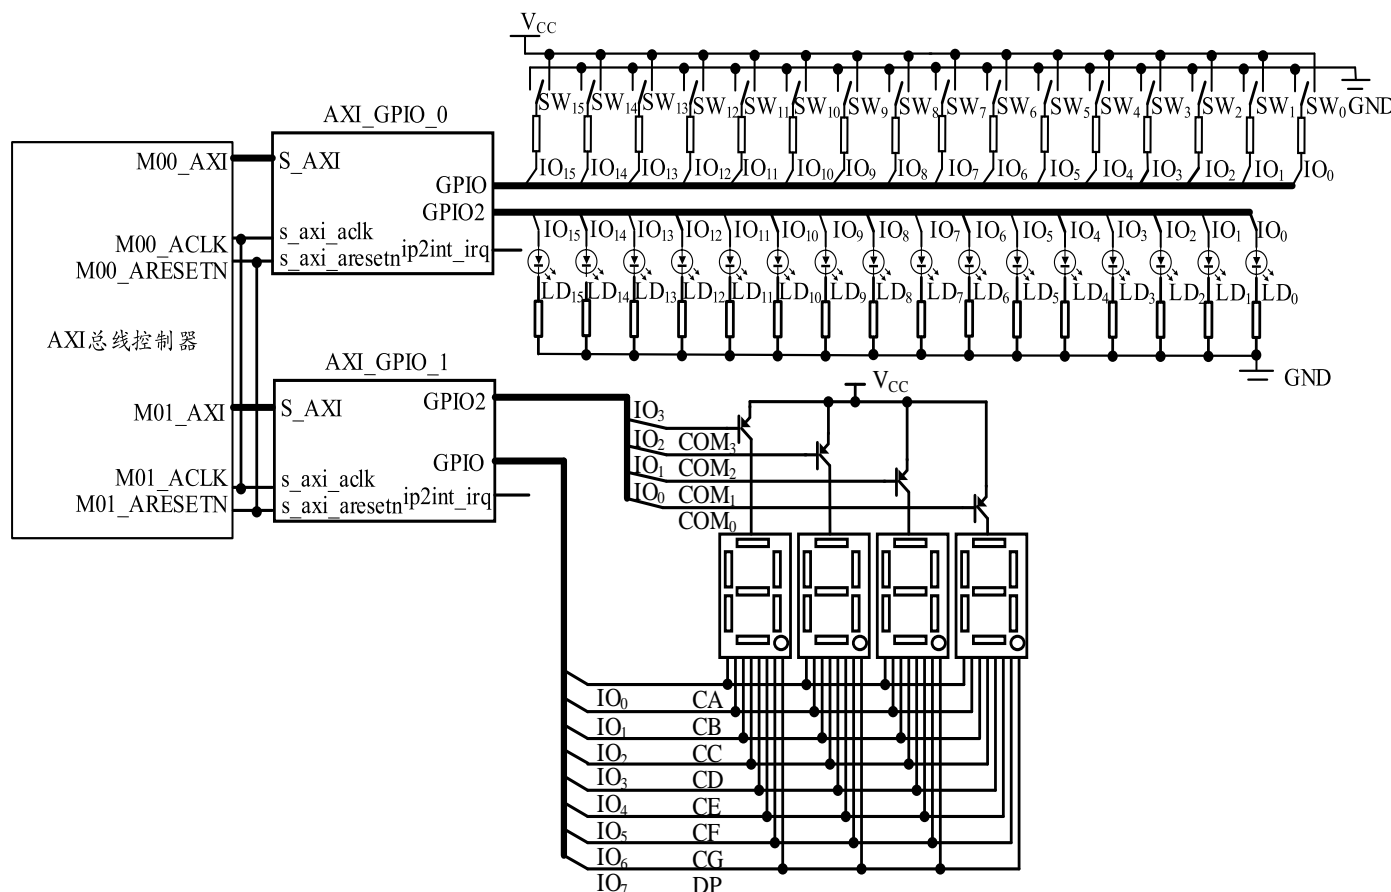 V_CC
SW₁₅ SW₁₄ SW₁₃ SW₁₂ SW₁₁ SW₁₀ SW₉ SW₈ SW₇ SW₆ SW₅ SW₄ SW₃ SW₂ SW₁ SW₀ GND
AXI_GPIO_0
M00_AXI S_AXI
IO₁₅ IO₁₄ IO₁₃ IO₁₂ IO₁₁ IO₁₀ IO₉ IO₈ IO₇ IO₆ IO₅ IO₄ IO₃ IO₂ IO₁ IO₀
GPIO
GPIO2
M00_ACLK s_axi_aclk
IO₁₅ IO₁₄ IO₁₃ IO₁₂ IO₁₁ IO₁₀ IO₉ IO₈ IO₇ IO₆ IO₅ IO₄ IO₃ IO₂ IO₁ IO₀
M00_ARESETN s_axi_aresetn ip2int_irq
LD₁₅ LD₁₄ LD₁₃ LD₁₂ LD₁₁ LD₁₀ LD₉ LD₈ LD₇ LD₆ LD₅ LD₄ LD₃ LD₂ LD₁ LD₀
AXI总线控制器
AXI_GPIO_1
GND
V_CC
GPIO2
M01_AXI S_AXI
IO₃
COM₃
IO₂
COM₂
IO₁
COM₁
IO₀
COM₀
GPIO
M01_ACLK s_axi_aclk
M01_ARESETN s_axi_aresetn ip2int_irq
IO₀ CA
IO₁ CB
IO₂ CC
IO₃ CD
IO₄ CE
IO₅ CF
IO₆ CG
IO₇ DP